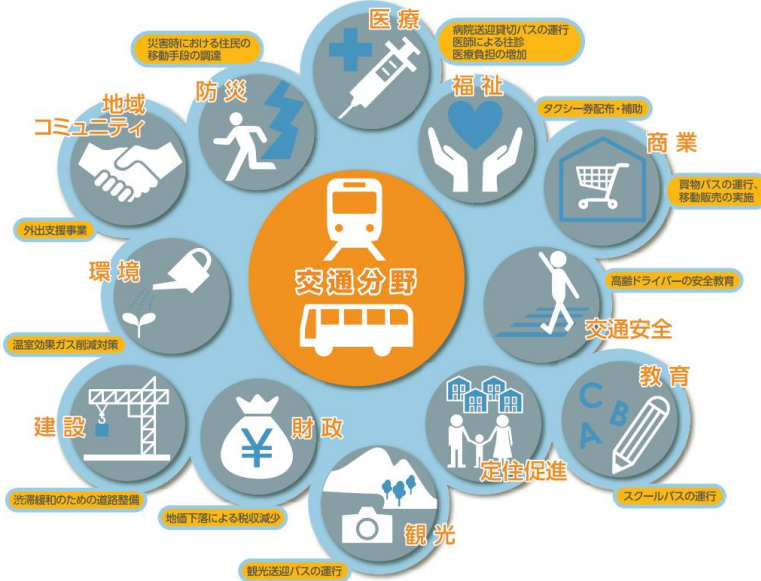 医療
病院送迎貸切バスの運行
医師による往診
医療負担の増加
災害時における住民の
移動手段の調達
防災
福祉
タクシー券配布・補助
地域
コミュニティ
商業
買物バスの運行、
移動販売の実施
外出支援事業
環境
交通分野
高齢ドライバーの安全教育
交通安全
温室効果ガス削減対策
教育
CBA
建設
¥
財政
定住促進
渋滞緩和のための道路整備
地価下落による税収減少
スクールバスの運行
観光
観光送迎バスの運行